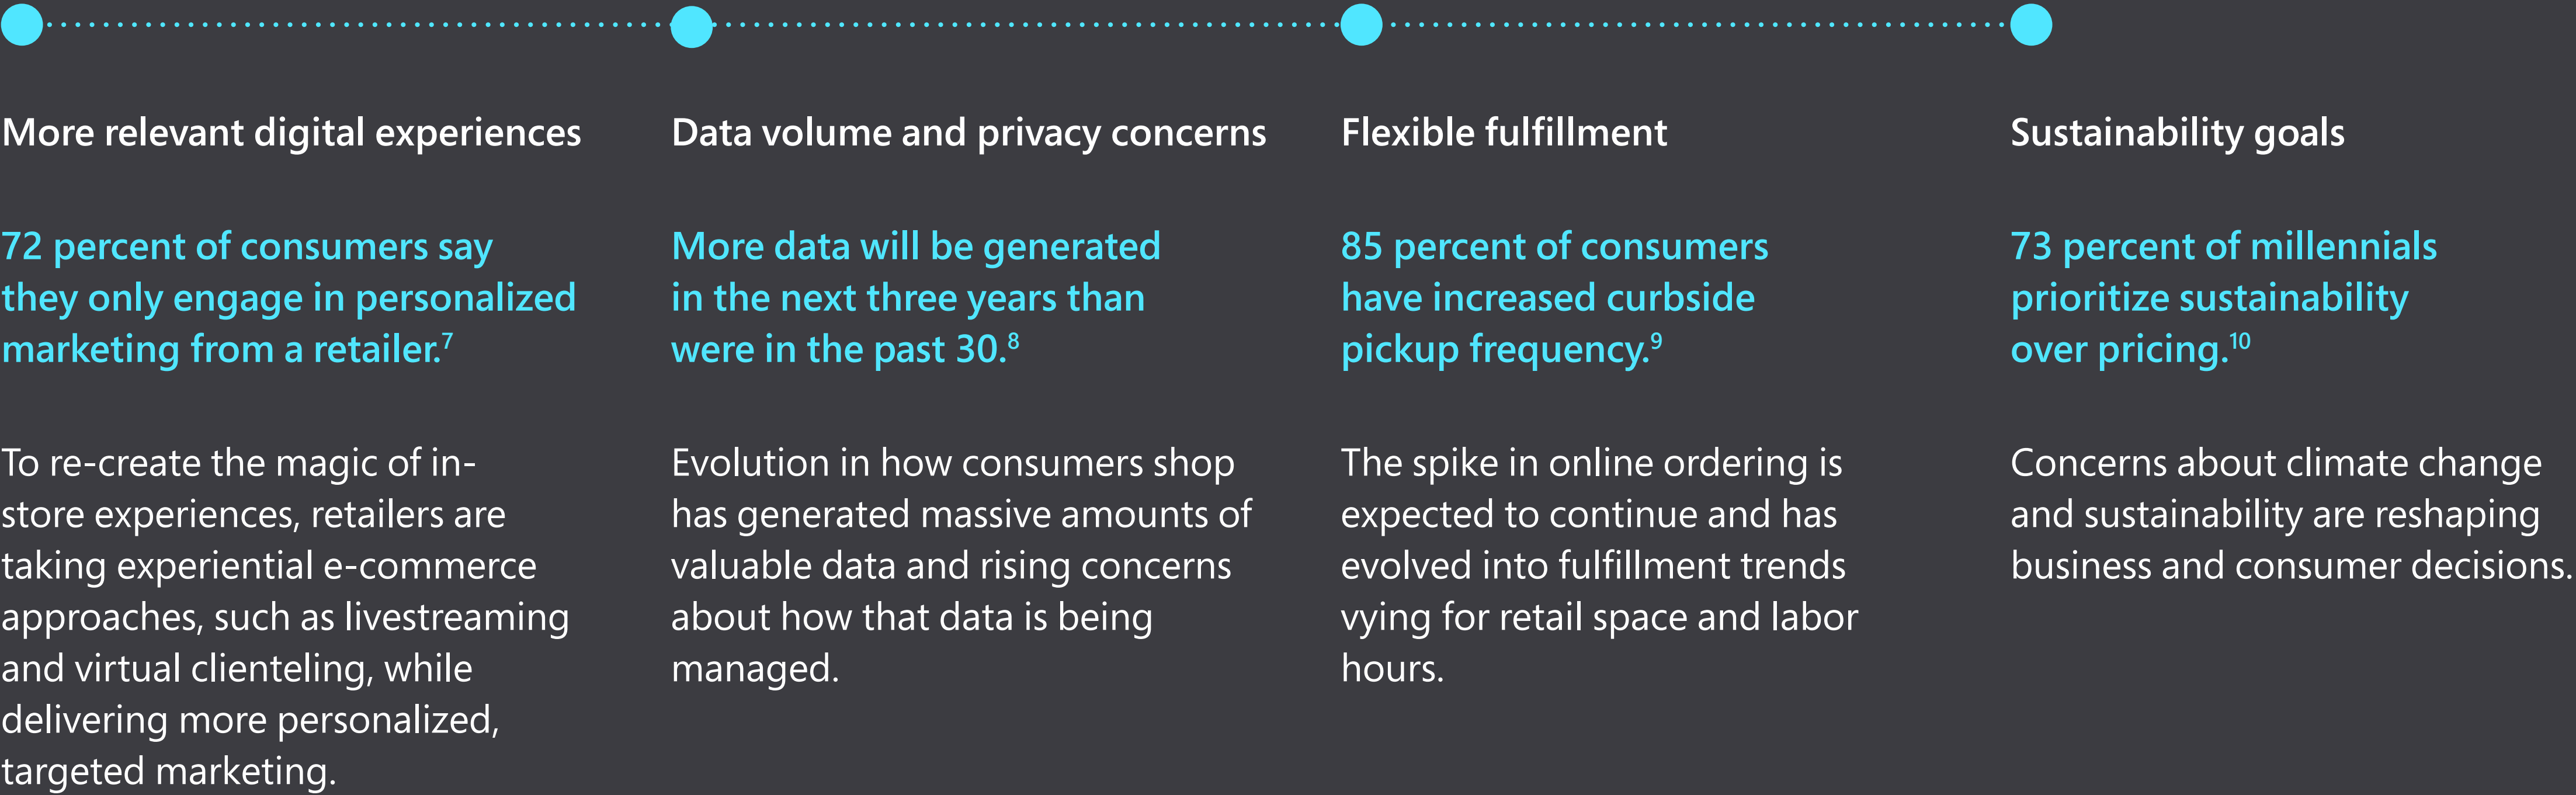 More relevant digital experiences
72 percent of consumers say
they only engage in personalized
marketing from a retailer.⁷
To re-create the magic of in-
store experiences, retailers are
taking experiential e-commerce
approaches, such as livestreaming
and virtual clienteling, while
delivering more personalized,
targeted marketing.
Data volume and privacy concerns
More data will be generated
in the next three years than
were in the past 30.⁸
Evolution in how consumers shop
has generated massive amounts of
valuable data and rising concerns
about how that data is being
managed.
Flexible fulfillment
85 percent of consumers
have increased curbside
pickup frequency.⁹
The spike in online ordering is
expected to continue and has
evolved into fulfillment trends
vying for retail space and labor
hours.
Sustainability goals
73 percent of millennials
prioritize sustainability
over pricing.¹⁰
Concerns about climate change
and sustainability are reshaping
business and consumer decisions.